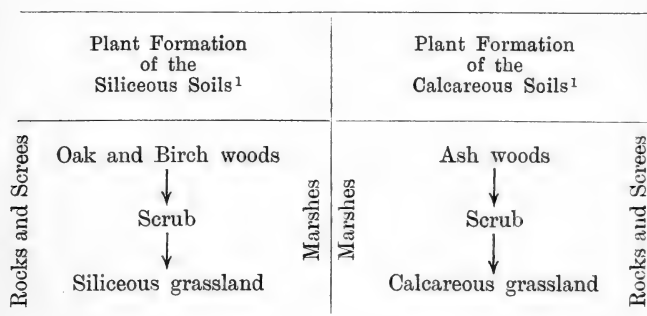 Plant Formation
of the
Siliceous Soils¹
Plant Formation
of the
Calcareous Soils¹
Rocks and Screes
Oak and Birch woods
Scrub
Siliceous grassland
Marshes
Marshes
Ash woods
Scrub
Calcareous grassland
Rocks and Screes